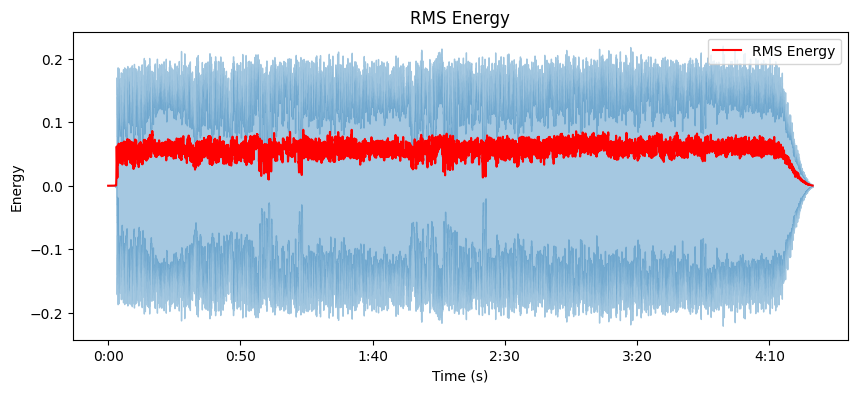 RMS Energy
RMS Energy
0.2
0.1
0.0
−0.1
−0.2
Energy
0:00 0:50 1:40 2:30 3:20 4:10
Time (s)